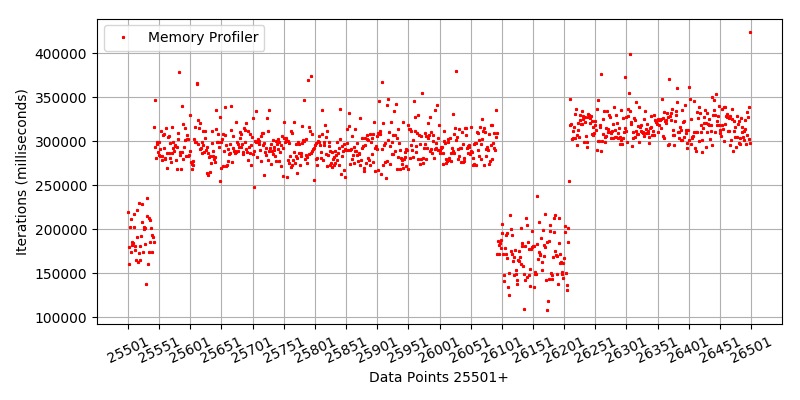 Memory Profiler
400000
350000
300000
250000
200000
150000
100000
Iterations (milliseconds)
25501 25551 25601 25651 25701 25751 25801 25851 25901 25951 26001 26051 26101 26151 26201 26251 26301 26351 26401 26451 26501
Data Points 25501+